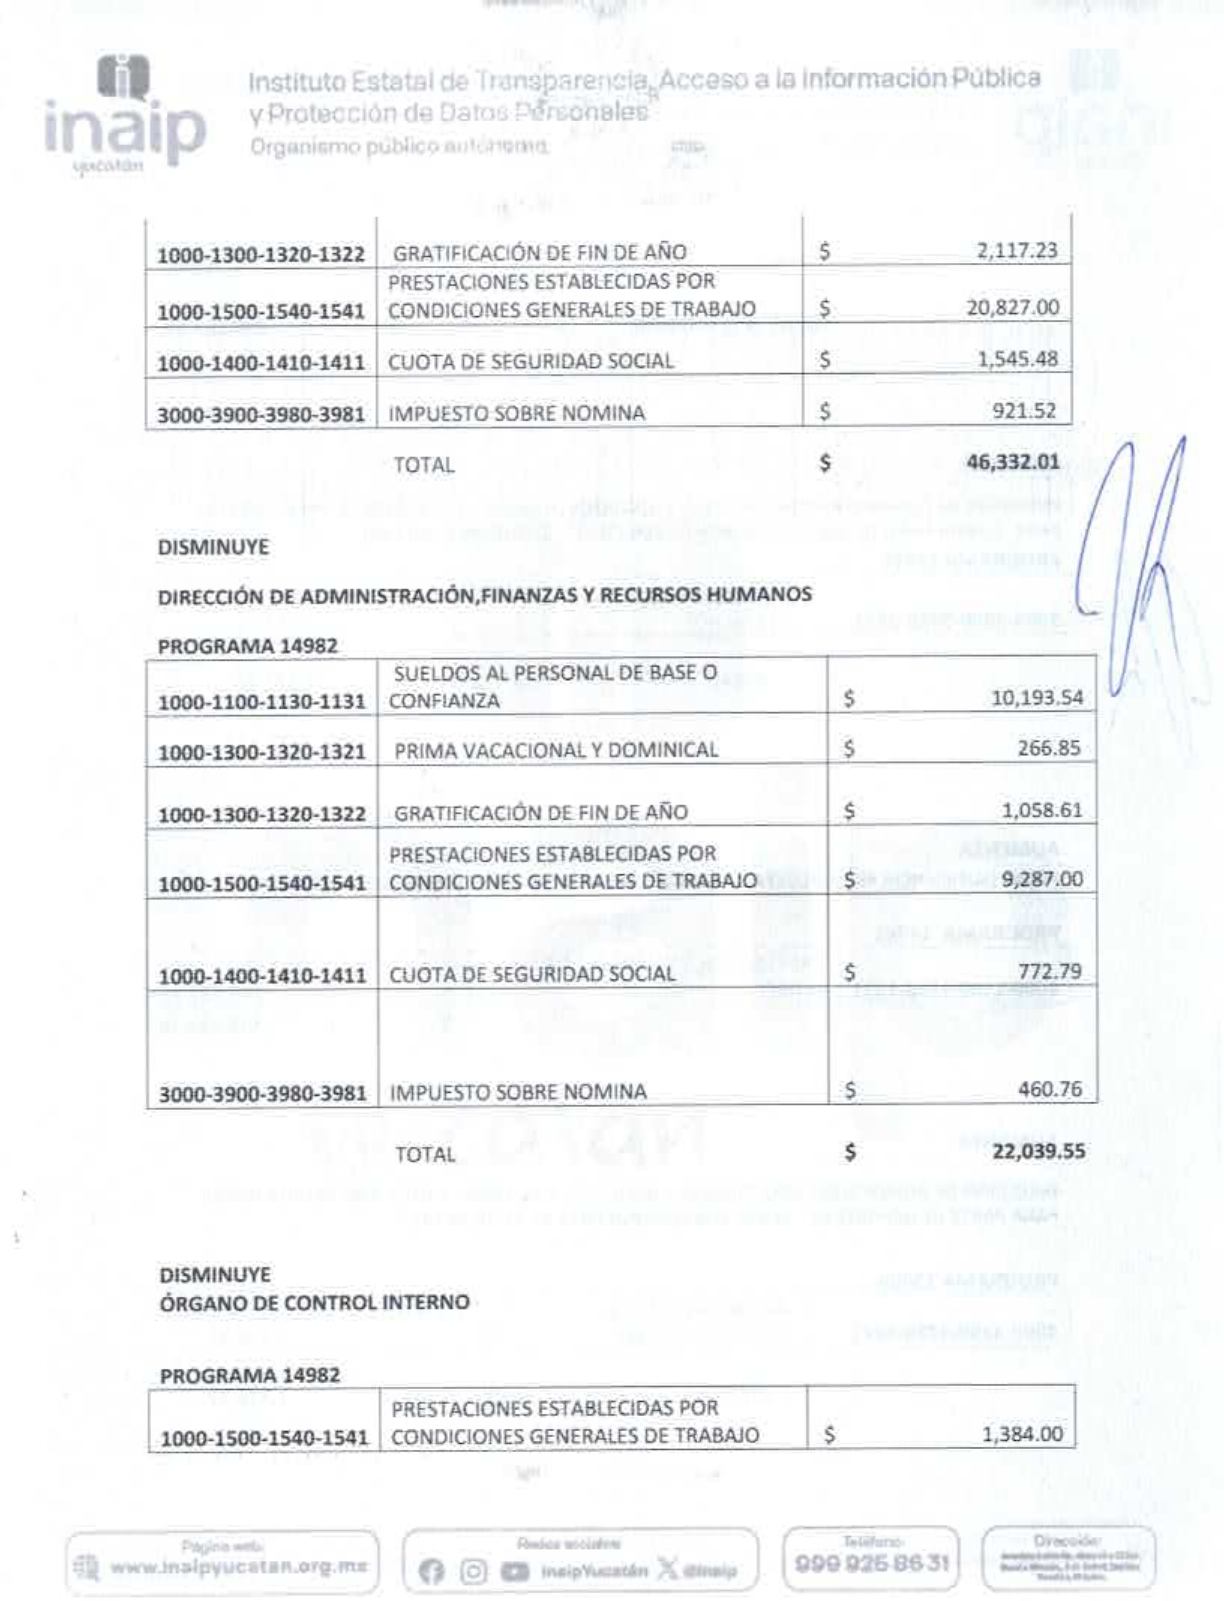 inaip
yucatán
Instituto Estatal de Transparencia, Acceso a la Información Pública
y Protección de Datos Personales
Organismo público autónomo
1000-1300-1320-1322 GRATIFICACIÓN DE FIN DE AÑO $ 2,117.23
PRESTACIONES ESTABLECIDAS POR
1000-1500-1540-1541 CONDICIONES GENERALES DE TRABAJO $ 20,827.00
1000-1400-1410-1411 CUOTA DE SEGURIDAD SOCIAL $ 1,545.48
3000-3900-3980-3981 IMPUESTO SOBRE NOMINA $ 921.52
TOTAL $ 46,332.01
DISMINUYE
DIRECCIÓN DE ADMINISTRACIÓN,FINANZAS Y RECURSOS HUMANOS
PROGRAMA 14982
SUELDOS AL PERSONAL DE BASE O
1000-1100-1130-1131 CONFIANZA $ 10,193.54
1000-1300-1320-1321 PRIMA VACACIONAL Y DOMINICAL $ 266.85
1000-1300-1320-1322 GRATIFICACIÓN DE FIN DE AÑO $ 1,058.61
PRESTACIONES ESTABLECIDAS POR
1000-1500-1540-1541 CONDICIONES GENERALES DE TRABAJO $ 9,287.00
1000-1400-1410-1411 CUOTA DE SEGURIDAD SOCIAL $ 772.79
3000-3900-3980-3981 IMPUESTO SOBRE NOMINA $ 460.76
TOTAL $ 22,039.55
DISMINUYE
ÓRGANO DE CONTROL INTERNO
PROGRAMA 14982
PRESTACIONES ESTABLECIDAS POR
1000-1500-1540-1541 CONDICIONES GENERALES DE TRABAJO $ 1,384.00
Página web: Redes sociales Teléfono: Dirección:
www.inaipyucatan.org.mx InaipYucatán @inaip 999 925 86 31